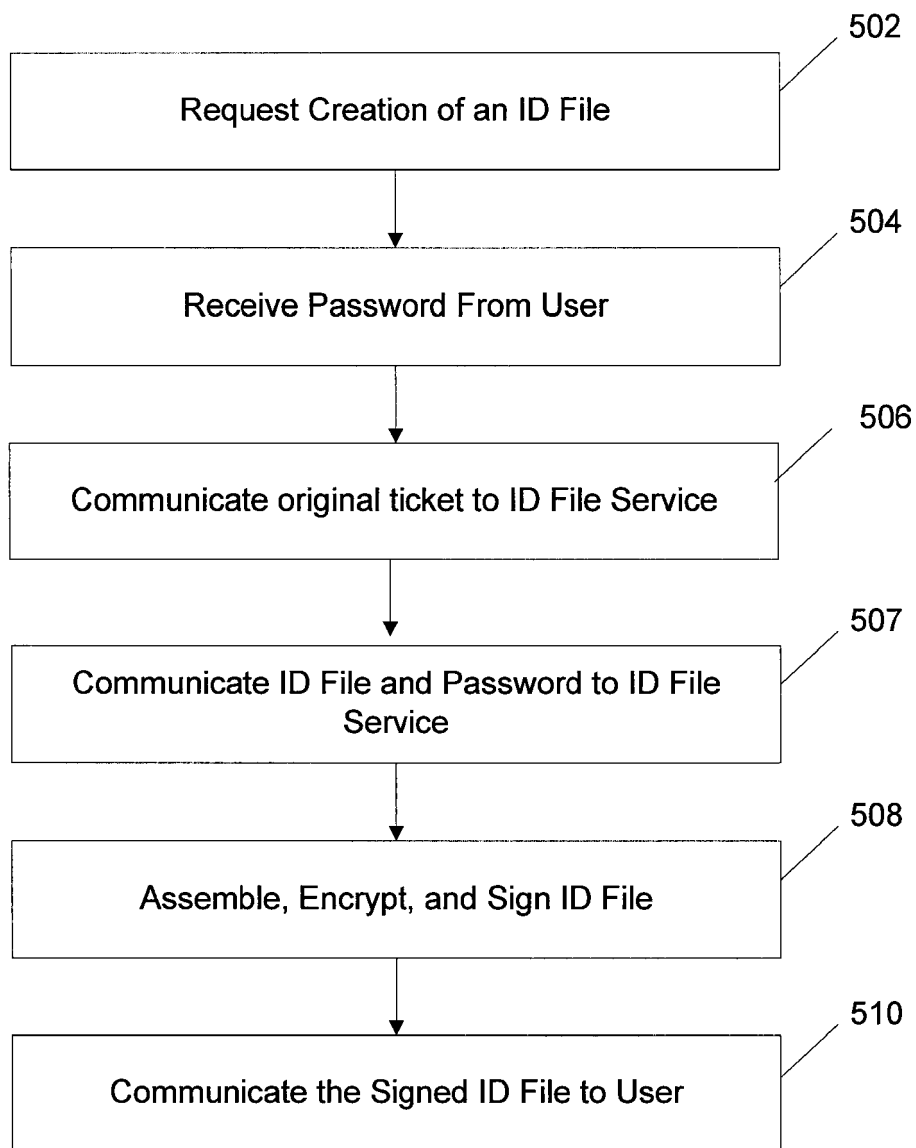 502
Request Creation of an ID File
504
Receive Password From User
506
Communicate original ticket to ID File Service
507
Communicate ID File and Password to ID File
Service
508
Assemble, Encrypt, and Sign ID File
510
Communicate the Signed ID File to User